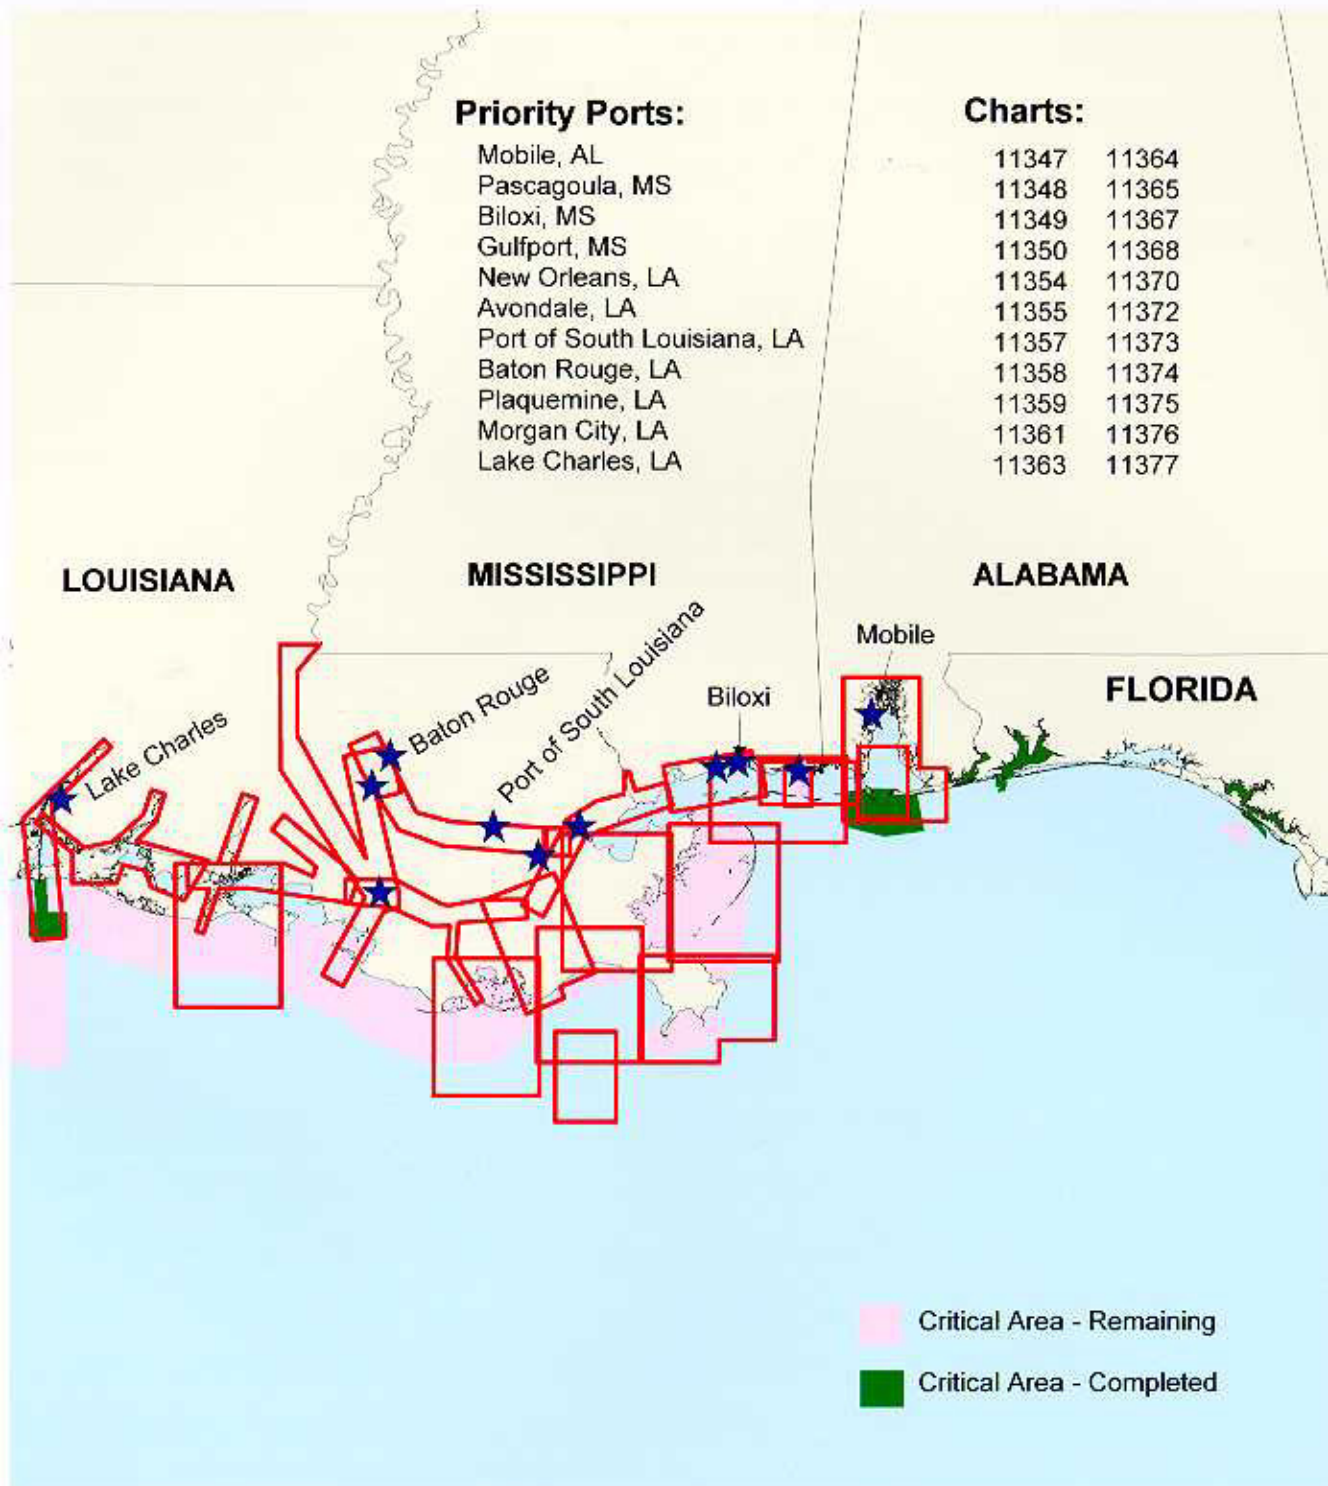 Priority Ports:
Mobile, AL
Pascagoula, MS
Biloxi, MS
Gulfport, MS
New Orleans, LA
Avondale, LA
Port of South Louisiana, LA
Baton Rouge, LA
Plaquemine, LA
Morgan City, LA
Lake Charles, LA
Charts:
11347 11364
11348 11365
11349 11367
11350 11368
11354 11370
11355 11372
11357 11373
11358 11374
11359 11375
11361 11376
11363 11377
LOUISIANA
MISSISSIPPI
ALABAMA
FLORIDA
Lake Charles
Baton Rouge
Port of South Louisiana
Biloxi
Mobile
Critical Area - Remaining
Critical Area - Completed